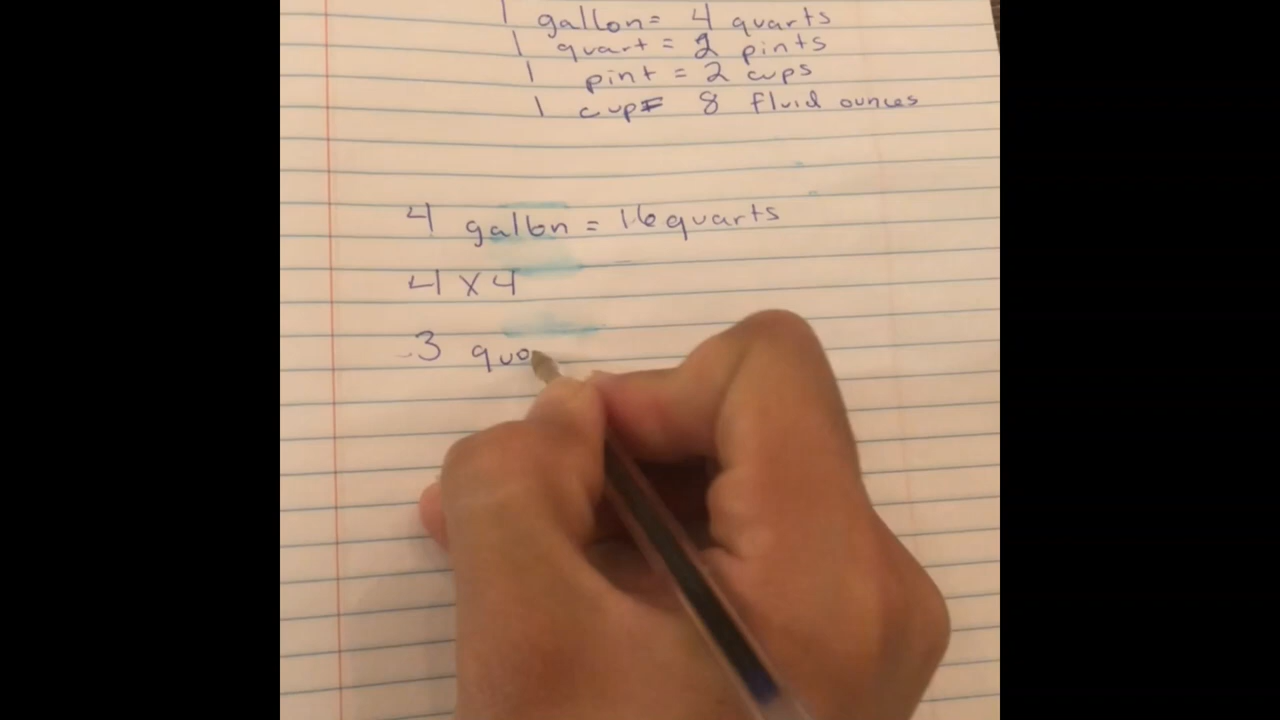 1 gallon = 4 quarts
1 quart = 2 pints
1 pint = 2 cups
1 cup = 8 fluid ounces
4 gallon = 16 quarts
4 x 4
3 qua